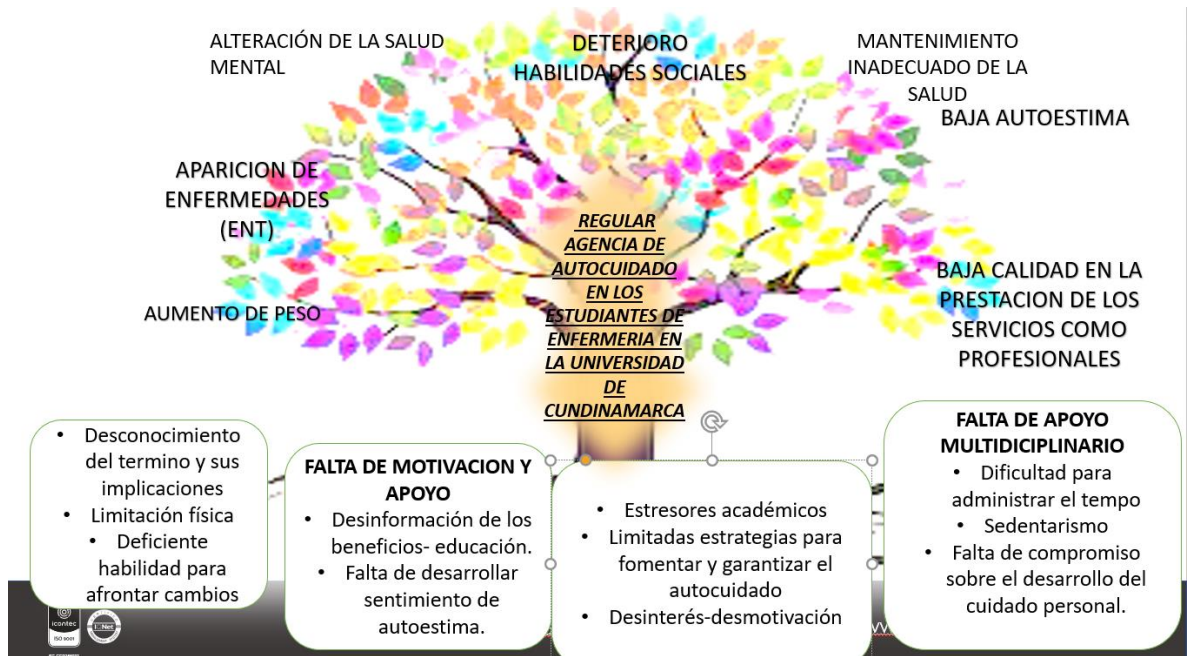 ALTERACIÓN DE LA SALUD
MENTAL
DETERIORO
HABILIDADES SOCIALES
MANTENIMIENTO
INADECUADO DE LA
SALUD
BAJA AUTOESTIMA
APARICION DE
ENFERMEDADES
(ENT)
AUMENTO DE PESO
REGULAR
AGENCIA DE
AUTOCUIDADO
EN LOS
ESTUDIANTES DE
ENFERMERIA EN
LA UNIVERSIDAD
DE
CUNDINAMARCA
BAJA CALIDAD EN LA
PRESTACION DE LOS
SERVICIOS COMO
PROFESIONALES
• Desconocimiento
del termino y sus
implicaciones
• Limitación física
• Deficiente
habilidad para
afrontar cambios
FALTA DE MOTIVACION Y
APOYO
• Desinformación de los
beneficios- educación.
• Falta de desarrollar
sentimiento de
autoestima.
• Estresores académicos
• Limitadas estrategias para
fomentar y garantizar el
autocuidado
• Desinterés-desmotivación
FALTA DE APOYO
MULTIDICIPLINARIO
• Dificultad para
administrar el tempo
• Sedentarismo
• Falta de compromiso
sobre el desarrollo del
cuidado personal.
icontec
ISO 9001